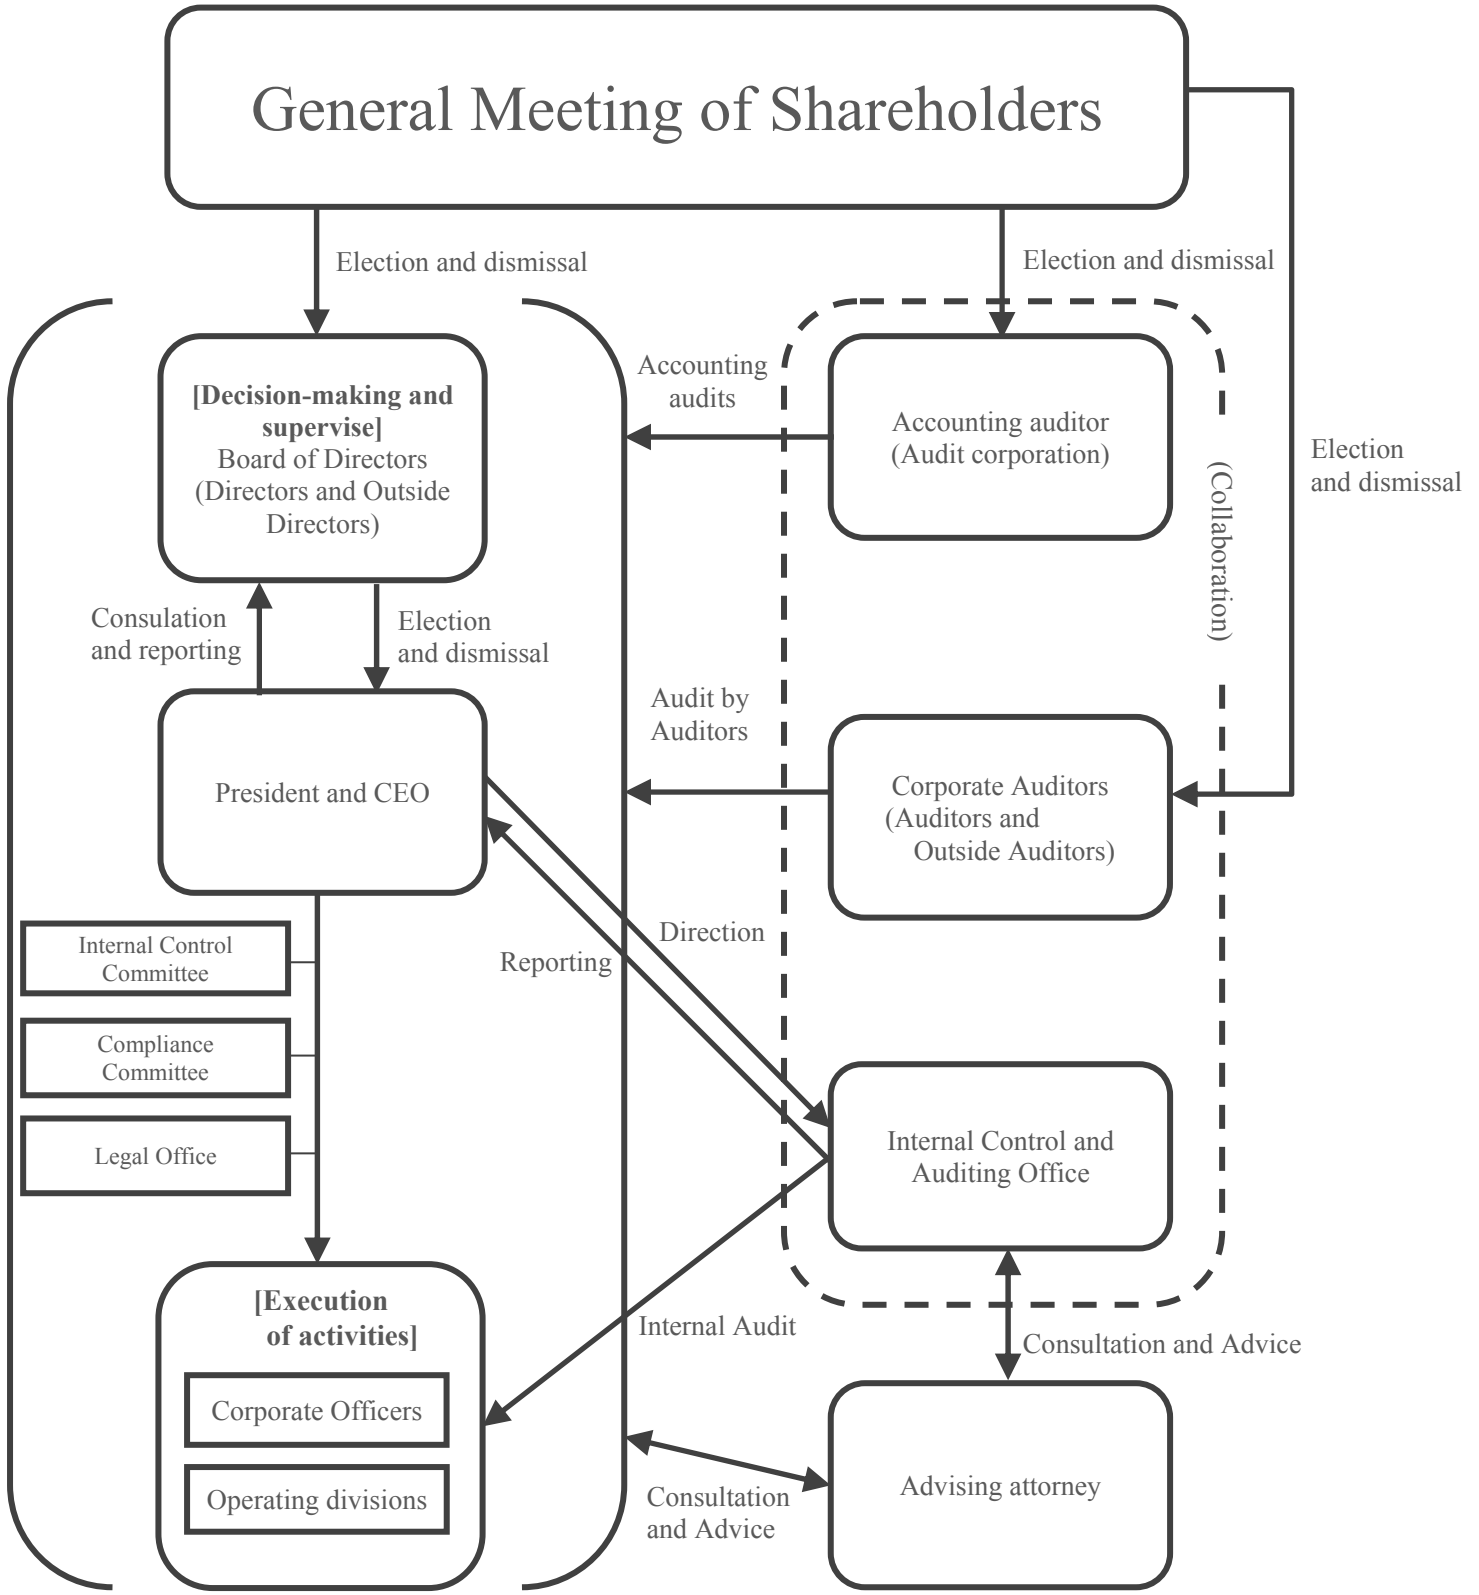 General Meeting of Shareholders
Election and dismissal
Election and dismissal
[Decision-making and
supervise]
Board of Directors
(Directors and Outside
Directors)
Accounting
audits
Accounting auditor
(Audit corporation)
Election
and dismissal
(Collaboration)
Consulation
and reporting
Election
and dismissal
President and CEO
Audit by
Auditors
Corporate Auditors
(Auditors and
Outside Auditors)
Internal Control
Committee
Compliance
Committee
Legal Office
Reporting
Direction
Internal Control and
Auditing Office
[Execution
of activities]
Corporate Officers
Operating divisions
Internal Audit
Consultation and Advice
Consultation
and Advice
Advising attorney